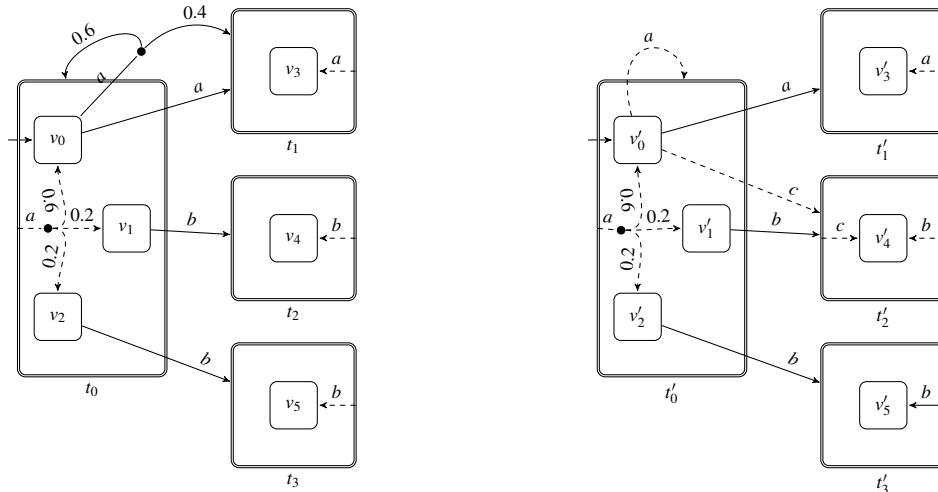 0.6
0.4
a
a
v₀
v₃
a
t₁
0.6
a
0.2
v₁
b
v₄
b
0.2
t₂
v₂
b
v₅
b
t₀
t₃
a
v′₀
a
v′₃
a
t′₁
c
0.6
a
0.2
v′₁
b
c
v′₄
b
0.2
t′₂
v′₂
b
v′₅
b
t′₀
t′₃